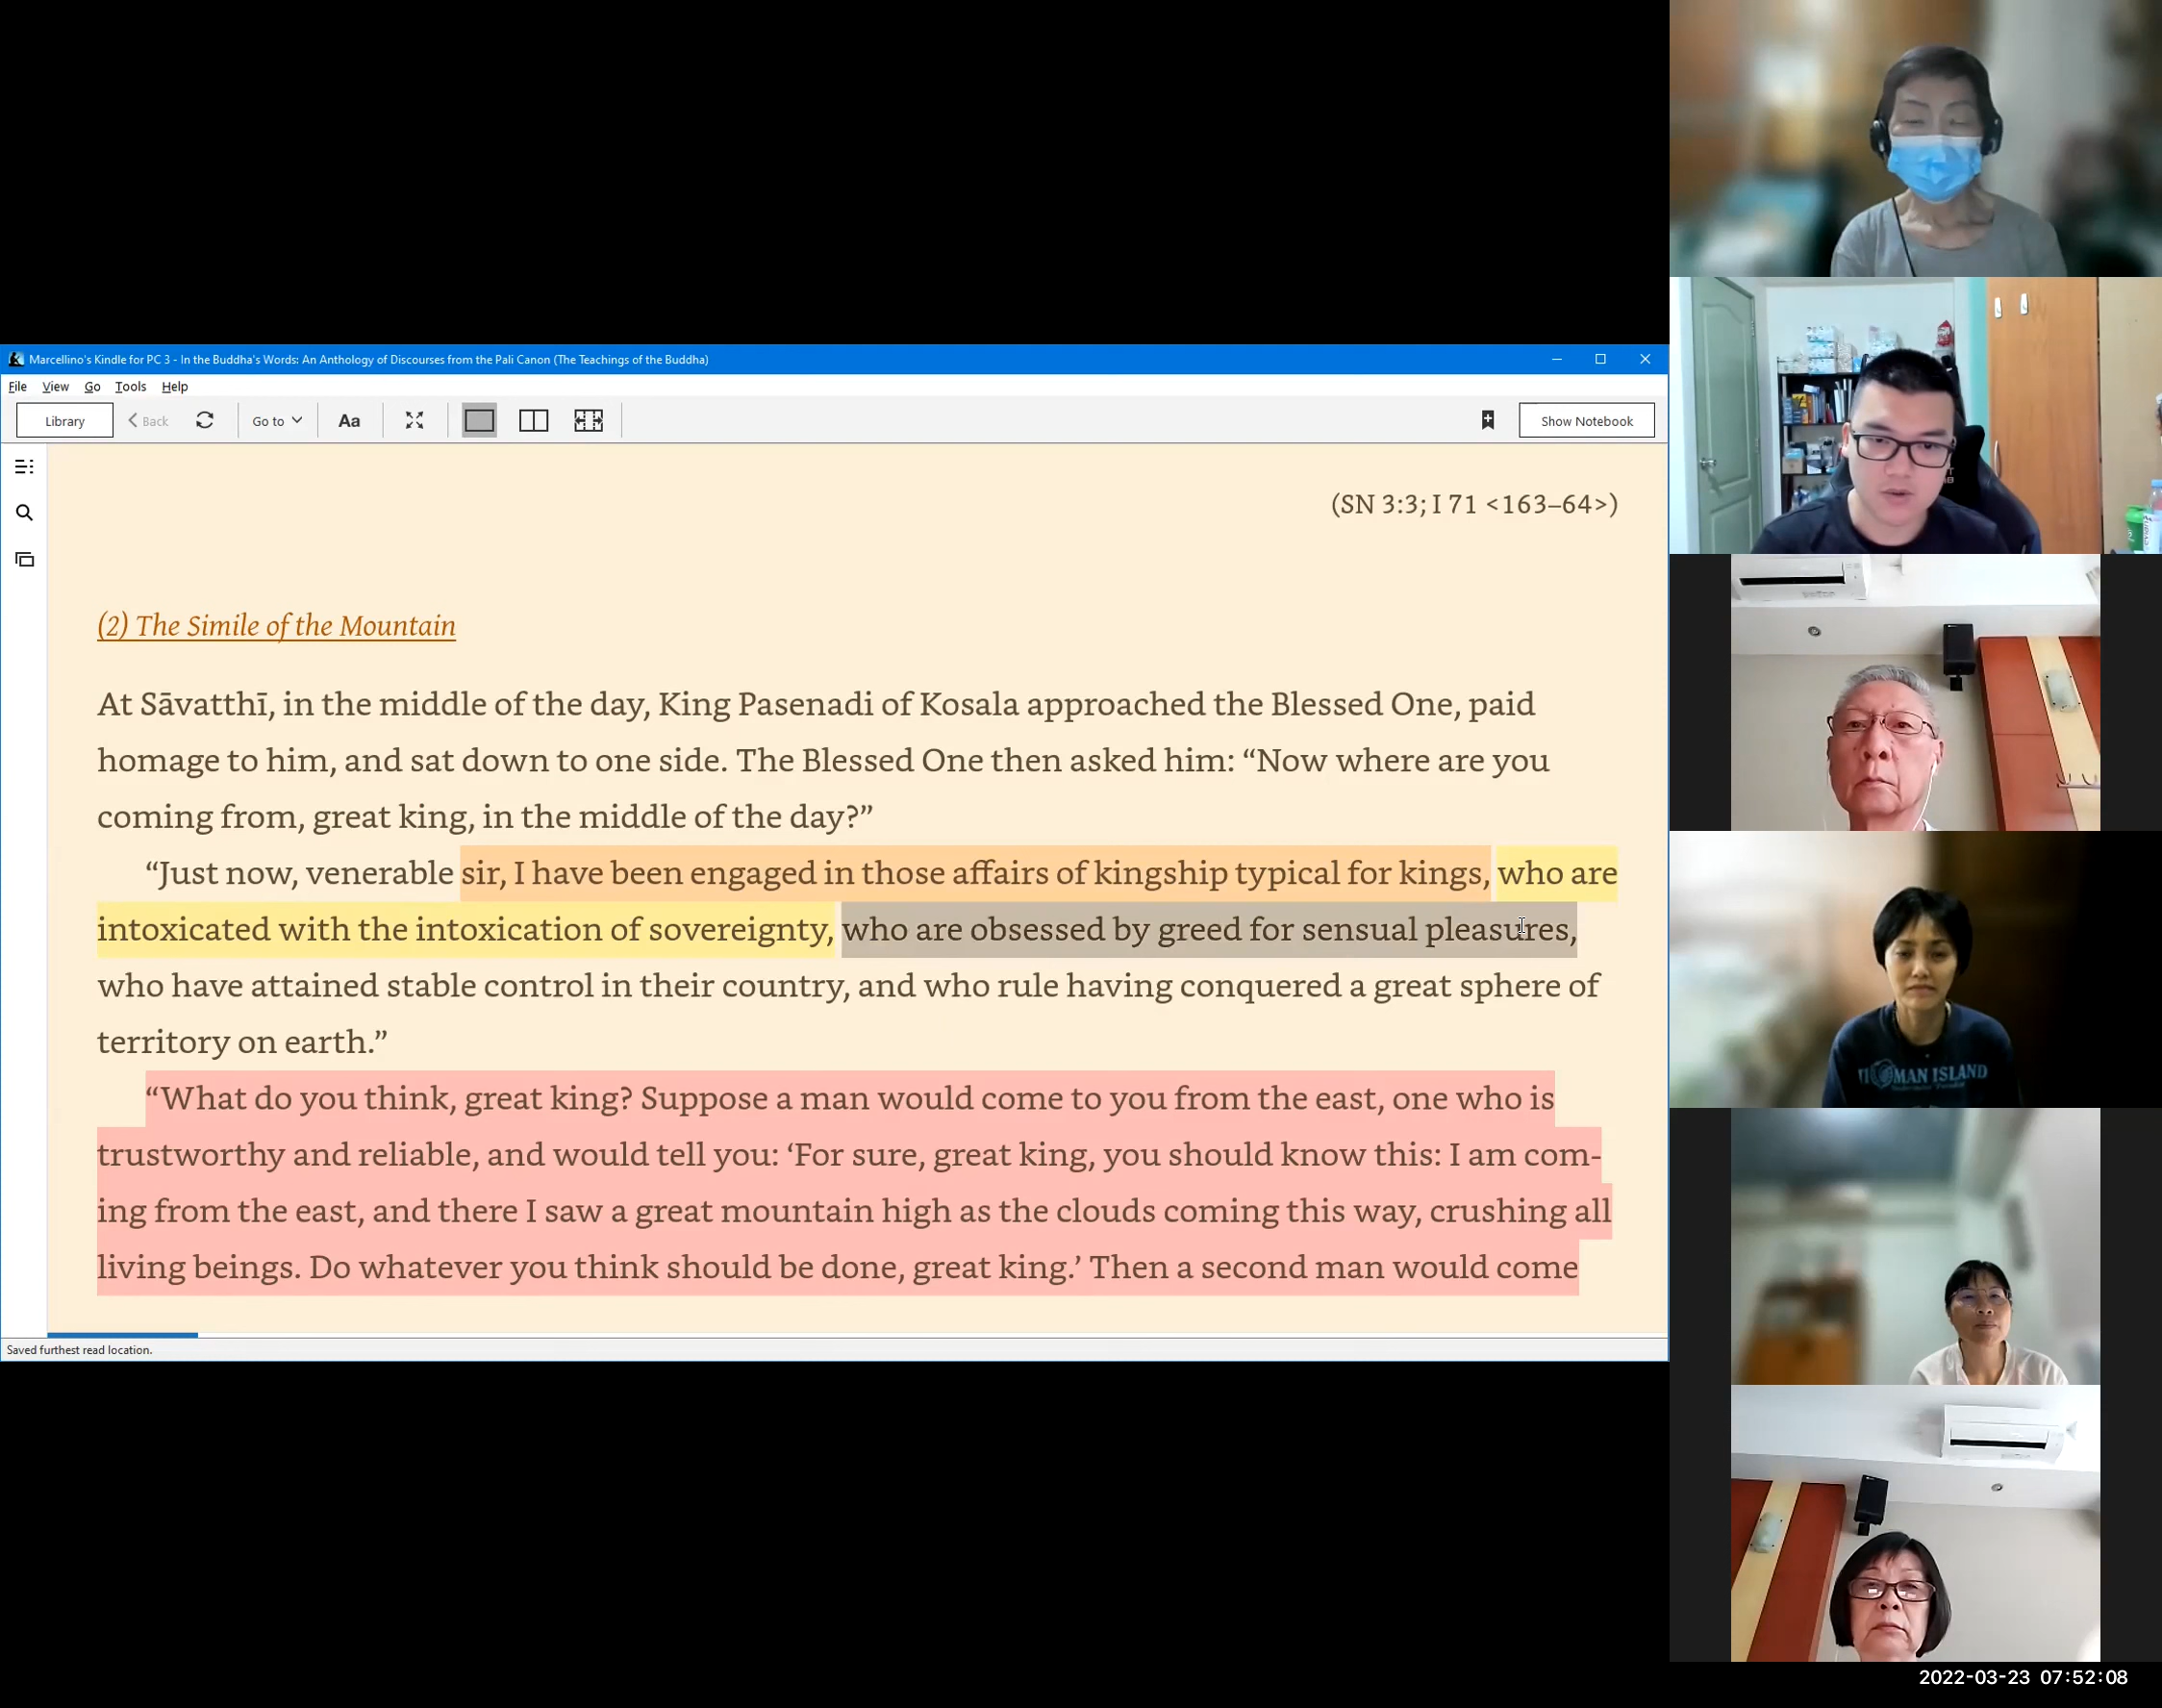 Marcellino's Kindle for PC 3 - In the Buddha's Words: An Anthology of Discourses from the Pali Canon (The Teachings of the Buddha)
File View Go Tools Help
Library Back Go to Aa Show Notebook
(SN 3:3; I 71 <163–64>)
(2) The Simile of the Mountain
At Sāvatthī, in the middle of the day, King Pasenadi of Kosala approached the Blessed One, paid
homage to him, and sat down to one side. The Blessed One then asked him: “Now where are you
coming from, great king, in the middle of the day?”
“Just now, venerable sir, I have been engaged in those affairs of kingship typical for kings, who are
intoxicated with the intoxication of sovereignty, who are obsessed by greed for sensual pleasures,
who have attained stable control in their country, and who rule having conquered a great sphere of
territory on earth.”
“What do you think, great king? Suppose a man would come to you from the east, one who is
trustworthy and reliable, and would tell you: ‘For sure, great king, you should know this: I am com-
ing from the east, and there I saw a great mountain high as the clouds coming this way, crushing all
living beings. Do whatever you think should be done, great king.’ Then a second man would come
Saved furthest read location.
MAN ISLAND
2022-03-23 07:52:08